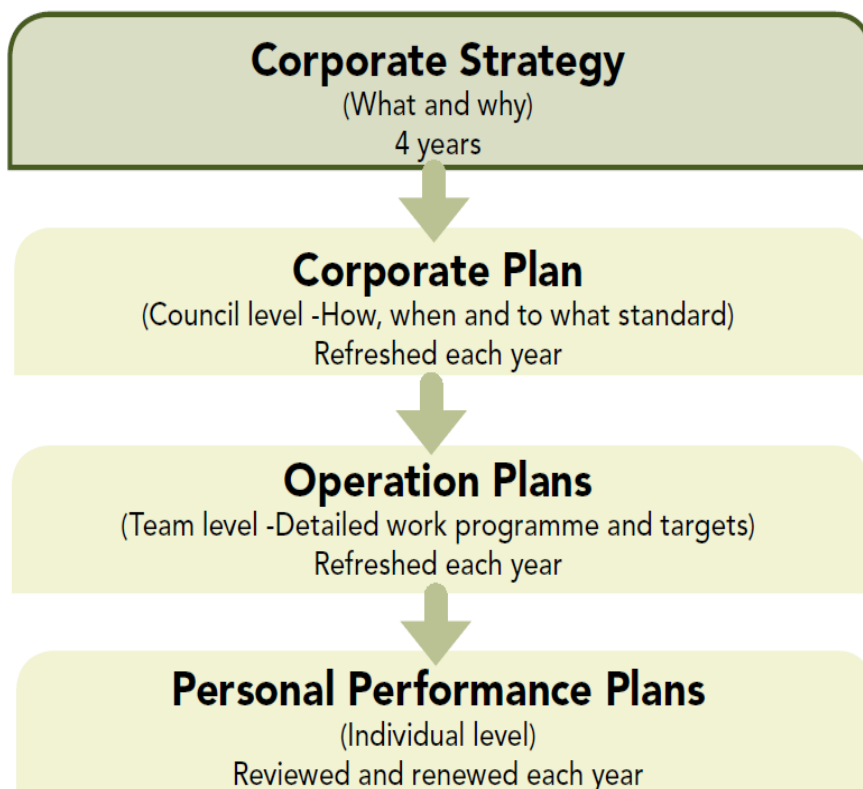 Corporate Strategy
(What and why)
4 years
Corporate Plan
(Council level -How, when and to what standard)
Refreshed each year
Operation Plans
(Team level -Detailed work programme and targets)
Refreshed each year
Personal Performance Plans
(Individual level)
Reviewed and renewed each year